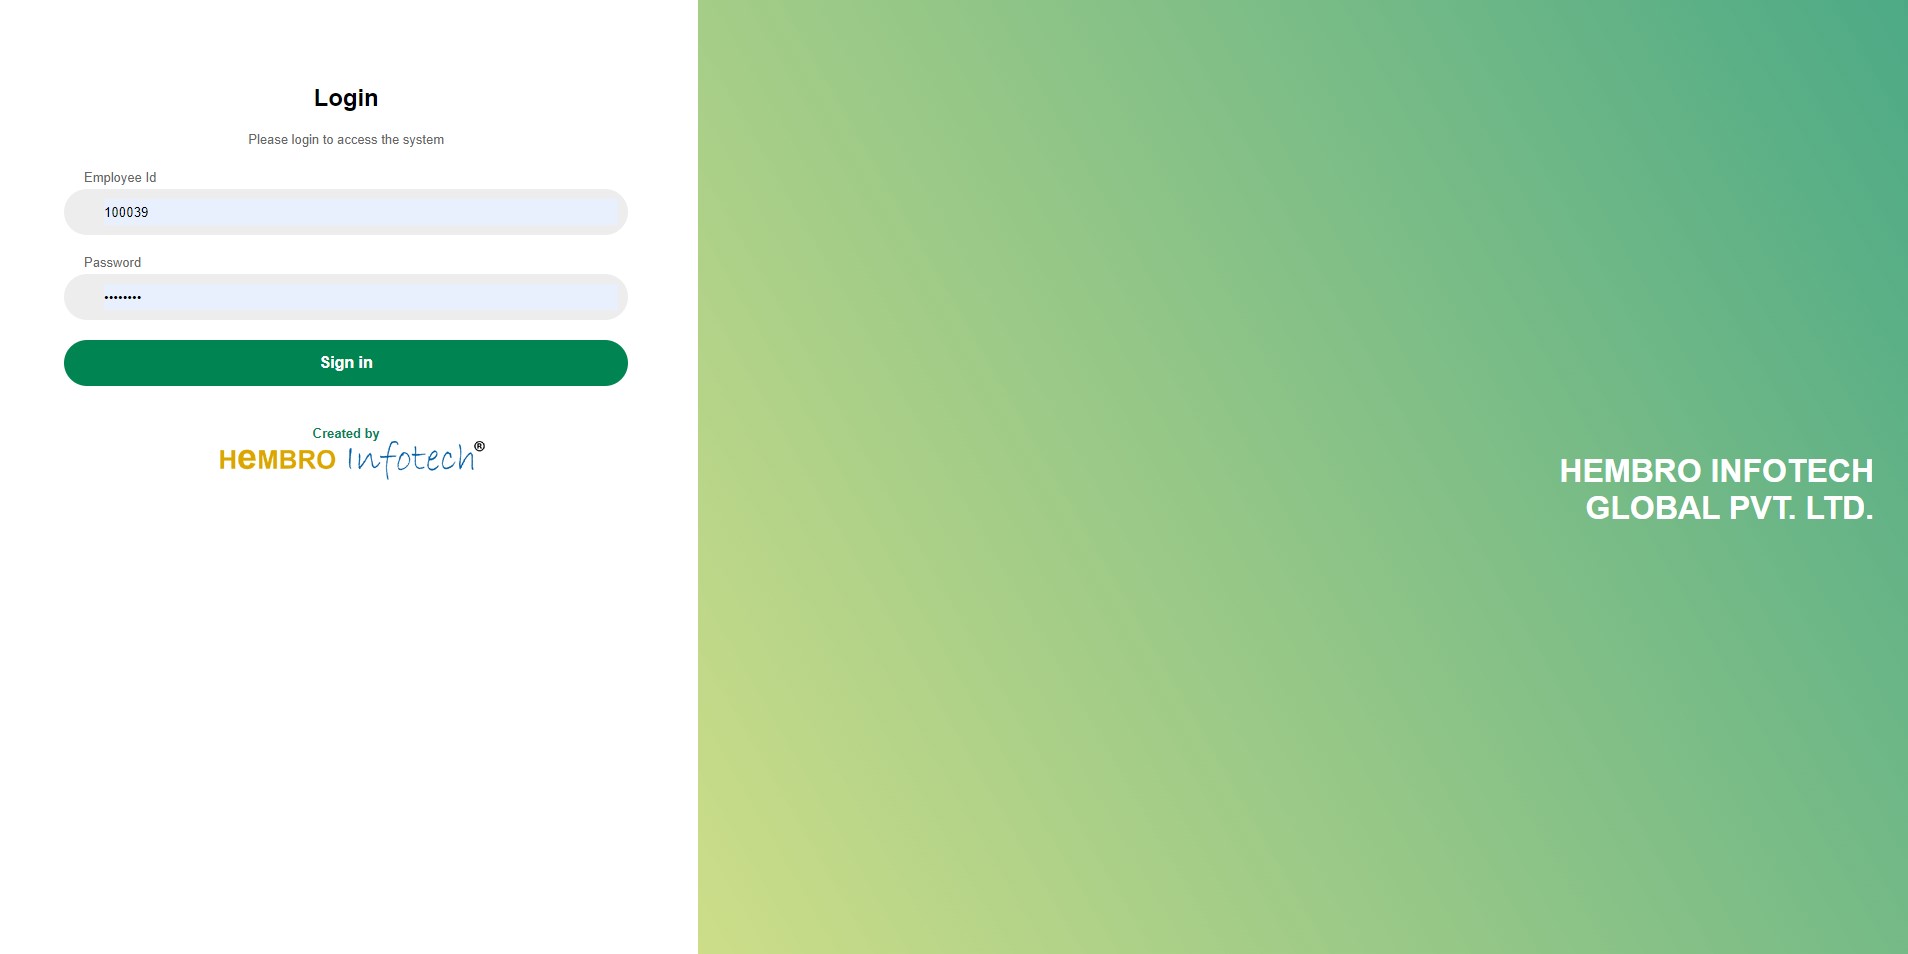 Login
Please login to access the system
Employee Id
100039
Password
••••••••
Sign in
Created by
HeMBRO Infotech®
HEMBRO INFOTECH
GLOBAL PVT. LTD.